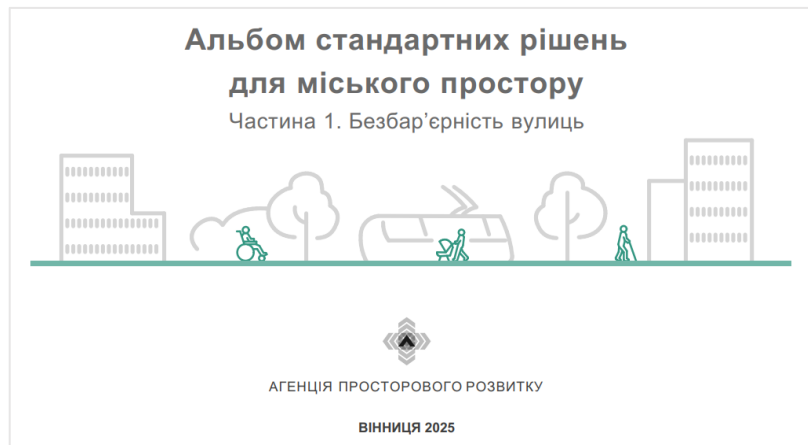 Альбом стандартних рішень
для міського простору
Частина 1. Безбар’єрність вулиць
АГЕНЦІЯ ПРОСТОРОВОГО РОЗВИТКУ
ВІННИЦЯ 2025